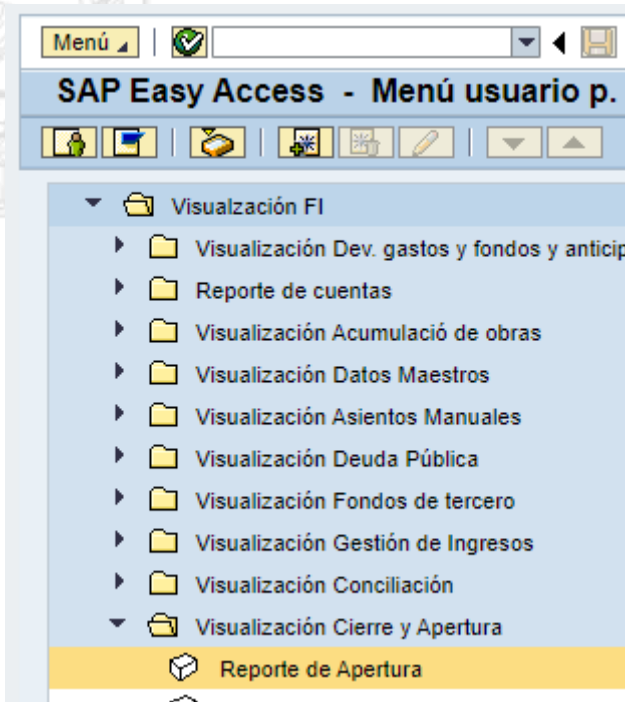 Menú
SAP Easy Access - Menú usuario p.
Visualzación FI
Visualización Dev. gastos y fondos y anticip
Reporte de cuentas
Visualización Acumulació de obras
Visualización Datos Maestros
Visualización Asientos Manuales
Visualización Deuda Pública
Visualización Fondos de tercero
Visualización Gestión de Ingresos
Visualización Conciliación
Visualización Cierre y Apertura
Reporte de Apertura